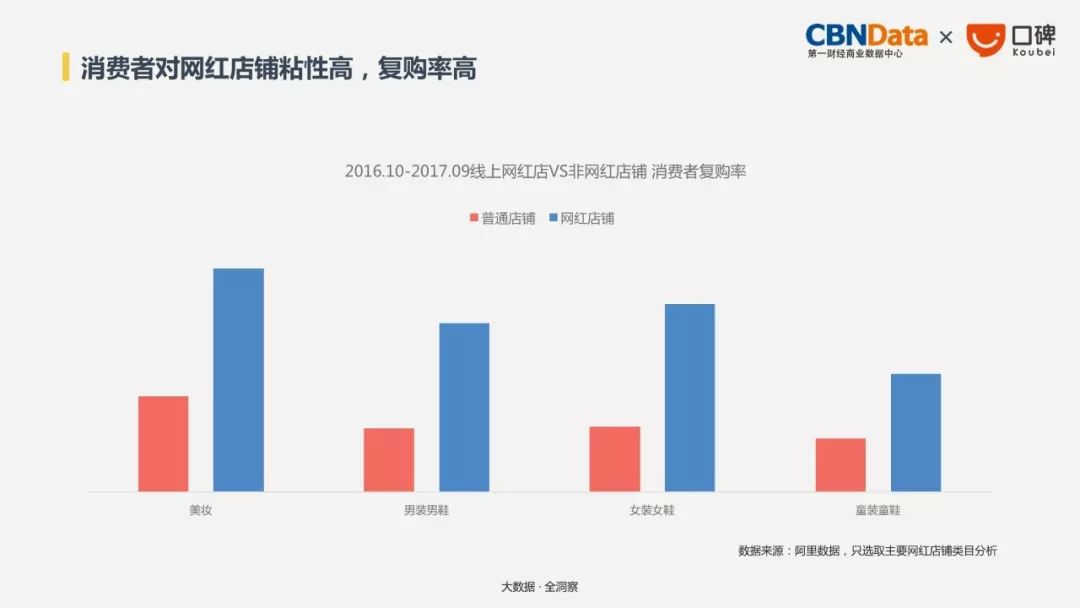 CBNData × 口碑
第一财经商业数据中心 Koubei
消费者对网红店铺粘性高，复购率高
2016.10-2017.09线上网红店VS非网红店铺 消费者复购率
普通店铺 网红店铺
美妆 男装男鞋 女装女鞋 童装童鞋
数据来源：阿里数据，只选取主要网红店铺类目分析
大数据·全洞察